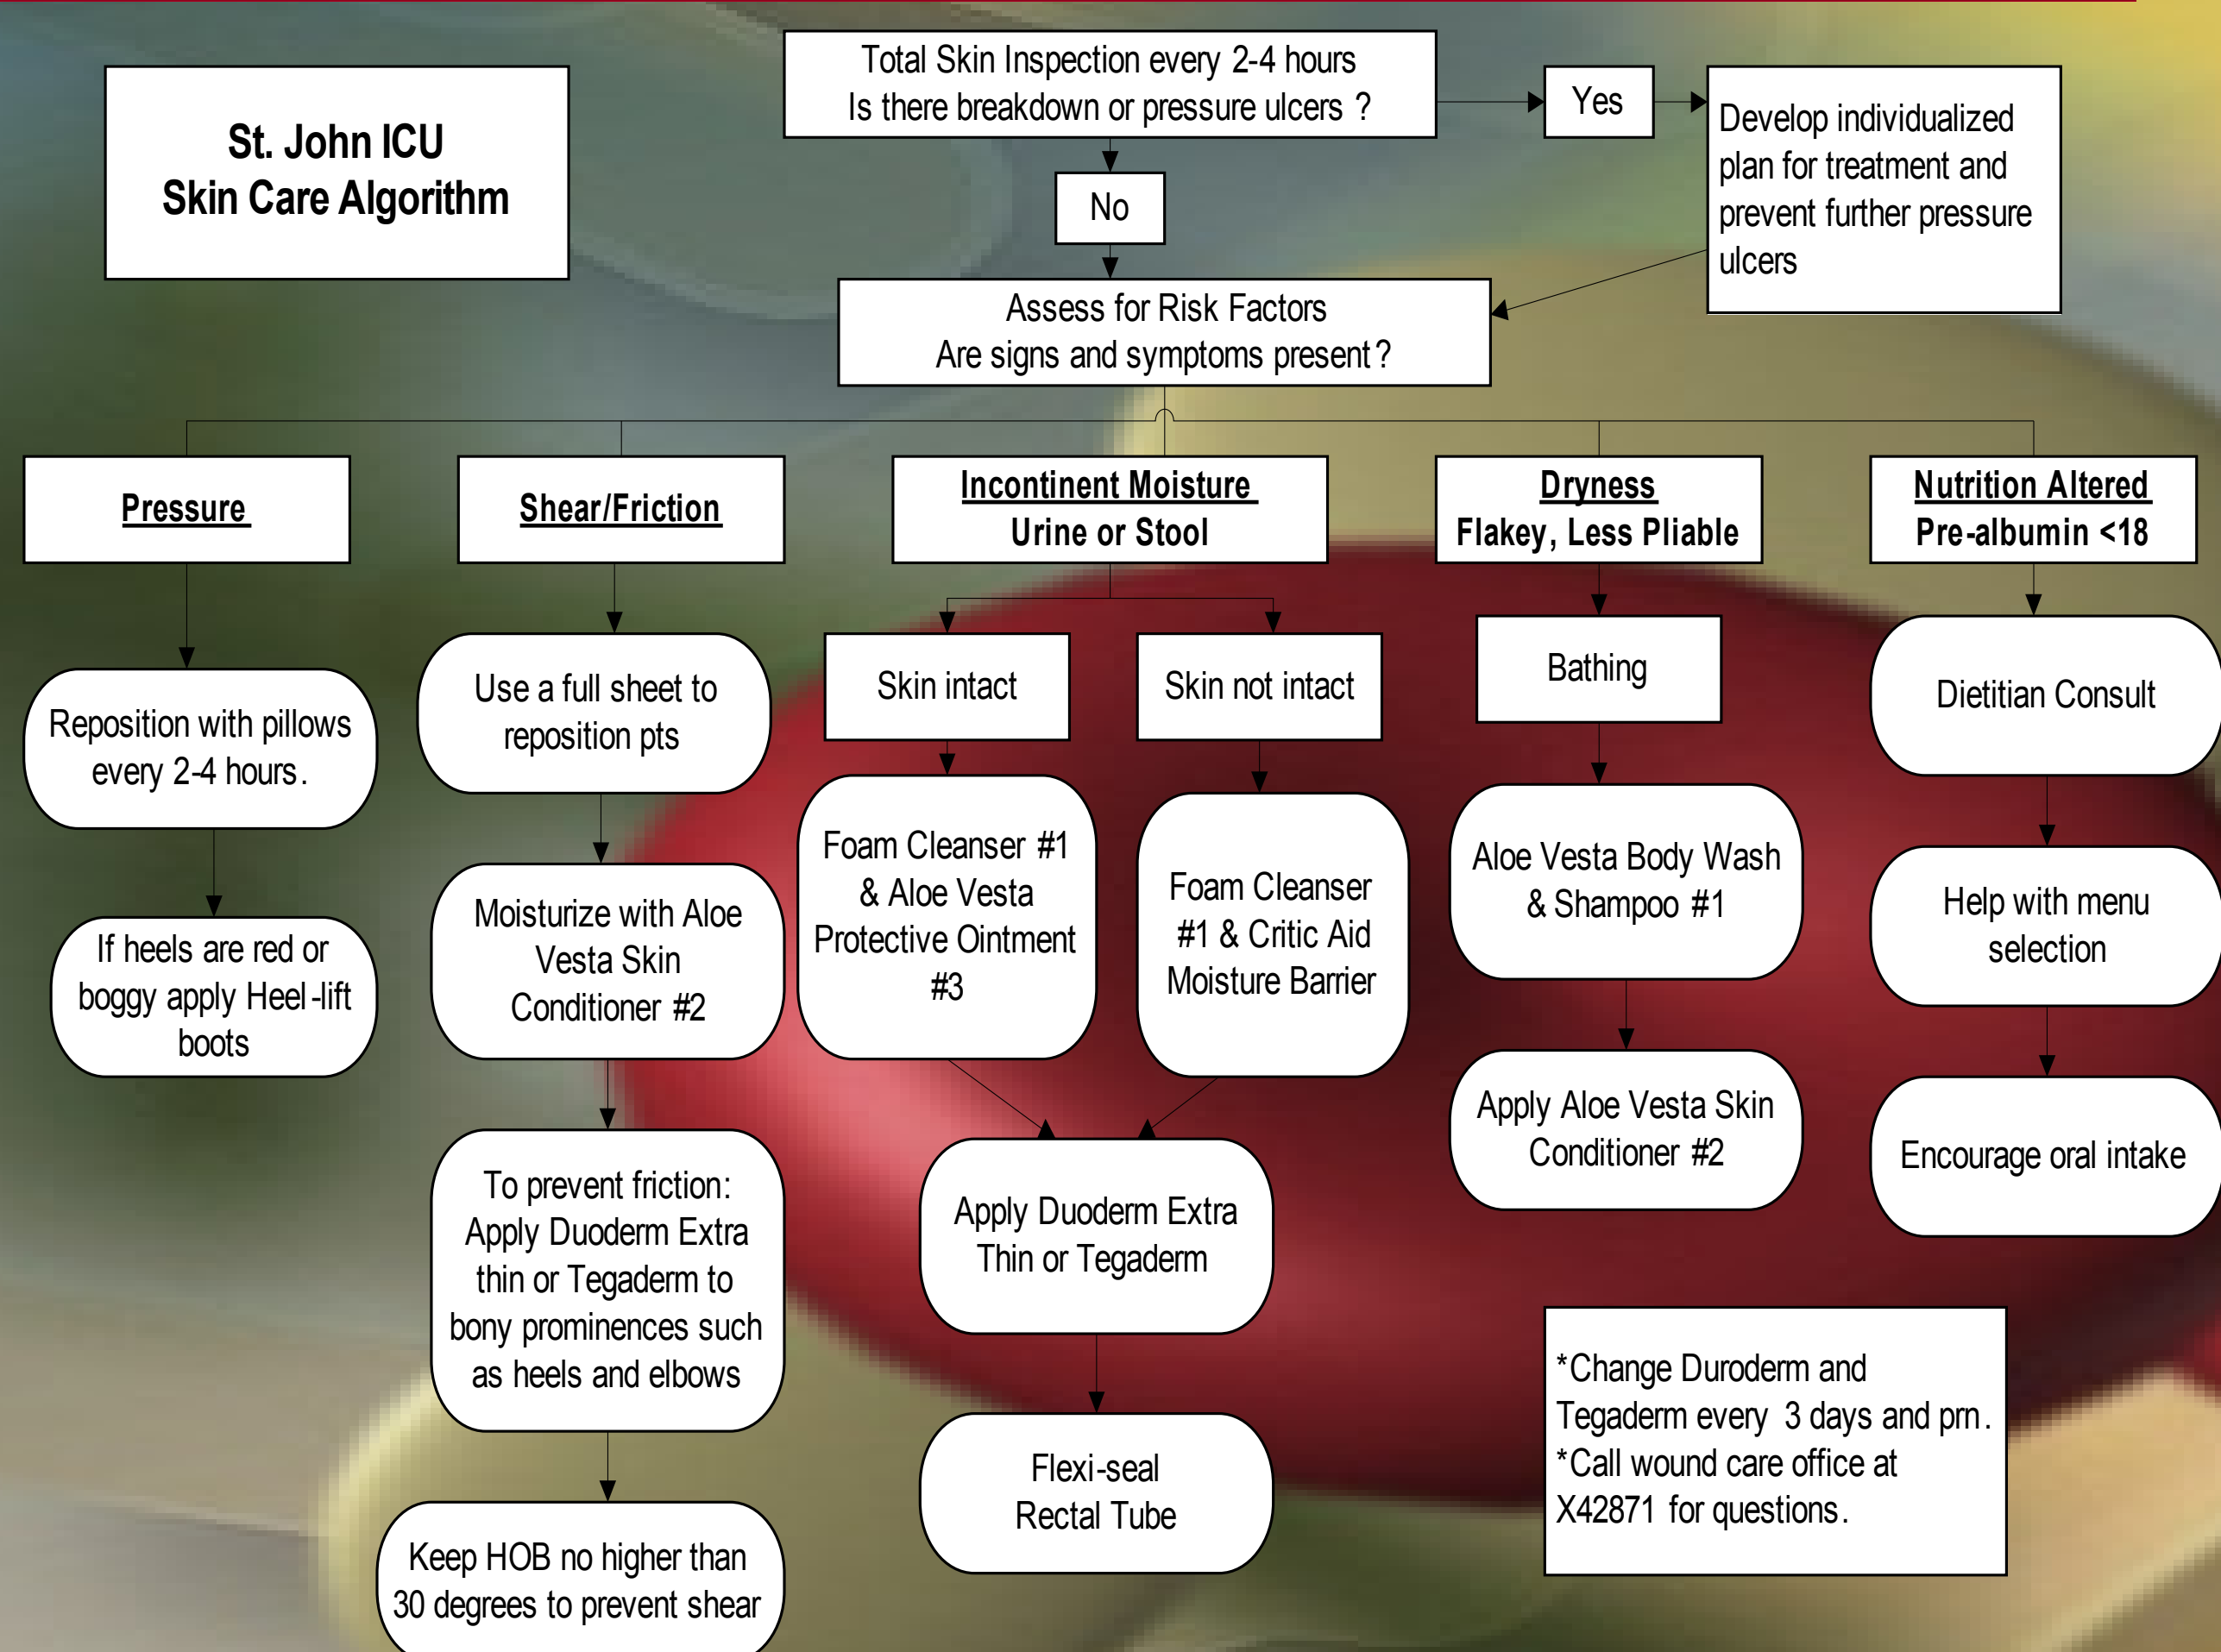 St. John ICU
Skin Care Algorithm
Total Skin Inspection every 2-4 hours
Is there breakdown or pressure ulcers ?
Yes
Develop individualized
plan for treatment and
prevent further pressure
ulcers
No
Assess for Risk Factors
Are signs and symptoms present?
Pressure
Reposition with pillows
every 2-4 hours.
If heels are red or
boggy apply Heel-lift
boots
Shear/Friction
Use a full sheet to
reposition pts
Moisturize with Aloe
Vesta Skin
Conditioner #2
To prevent friction:
Apply Duoderm Extra
thin or Tegaderm to
bony prominences such
as heels and elbows
Keep HOB no higher than
30 degrees to prevent shear
Incontinent Moisture
Urine or Stool
Skin intact
Foam Cleanser #1
& Aloe Vesta
Protective Ointment
#3
Skin not intact
Foam Cleanser
#1 & Critic Aid
Moisture Barrier
Apply Duoderm Extra
Thin or Tegaderm
Flexi-seal
Rectal Tube
Dryness
Flakey, Less Pliable
Bathing
Aloe Vesta Body Wash
& Shampoo #1
Apply Aloe Vesta Skin
Conditioner #2
Nutrition Altered
Pre-albumin <18
Dietitian Consult
Help with menu
selection
Encourage oral intake
*Change Duroderm and
Tegaderm every 3 days and prn.
*Call wound care office at
X42871 for questions.